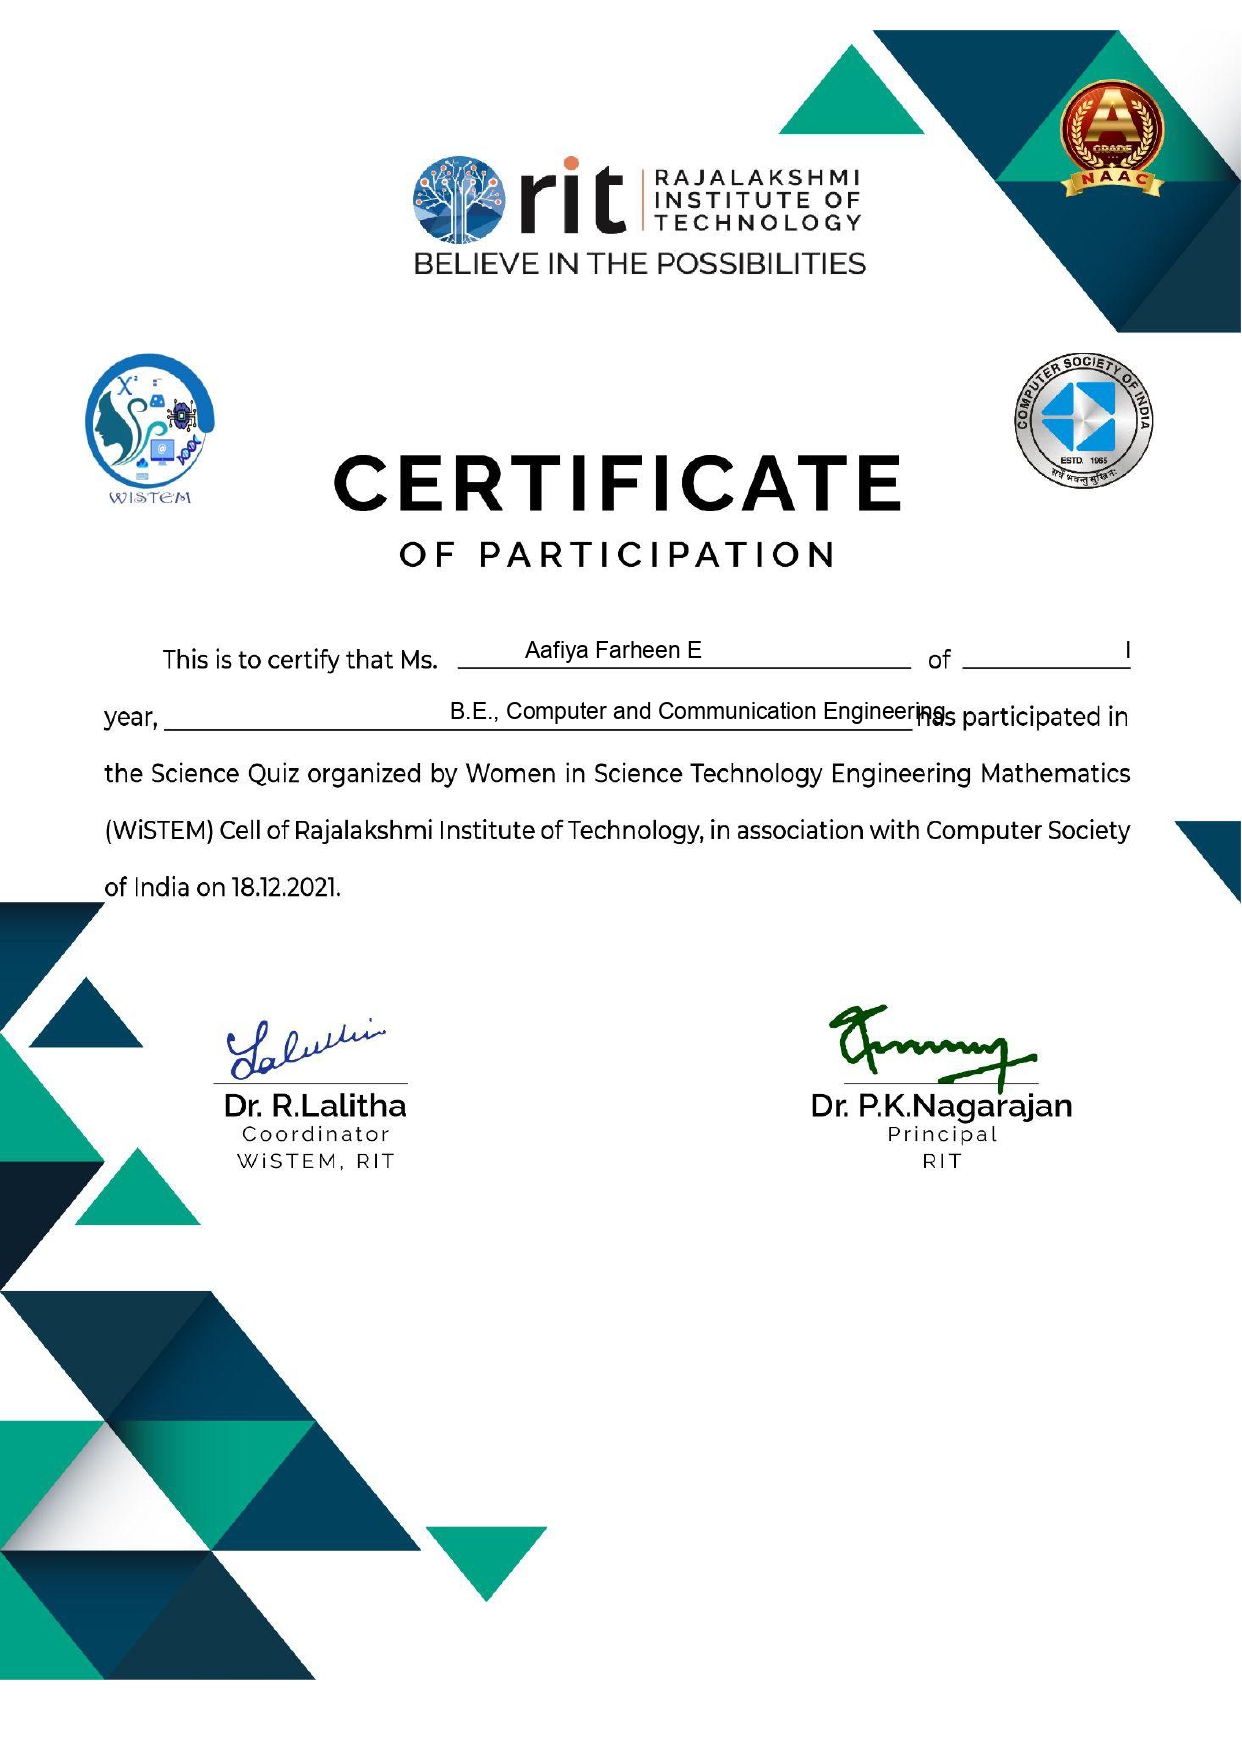 A
GRADE
NAAC
rit
RAJALAKSHMI
INSTITUTE OF
TECHNOLOGY
BELIEVE IN THE POSSIBILITIES
X²
@
WISTEM
COMPUTER SOCIETY OF INDIA
ESTD. 1965
CERTIFICATE
OF PARTICIPATION
This is to certify that Ms. Aafiya Farheen E of I
year, B.E., Computer and Communication Engineering has participated in
the Science Quiz organized by Women in Science Technology Engineering Mathematics
(WiSTEM) Cell of Rajalakshmi Institute of Technology, in association with Computer Society
of India on 18.12.2021.
Dr. R.Lalitha
Coordinator
WiSTEM, RIT
Dr. P.K.Nagarajan
Principal
RIT